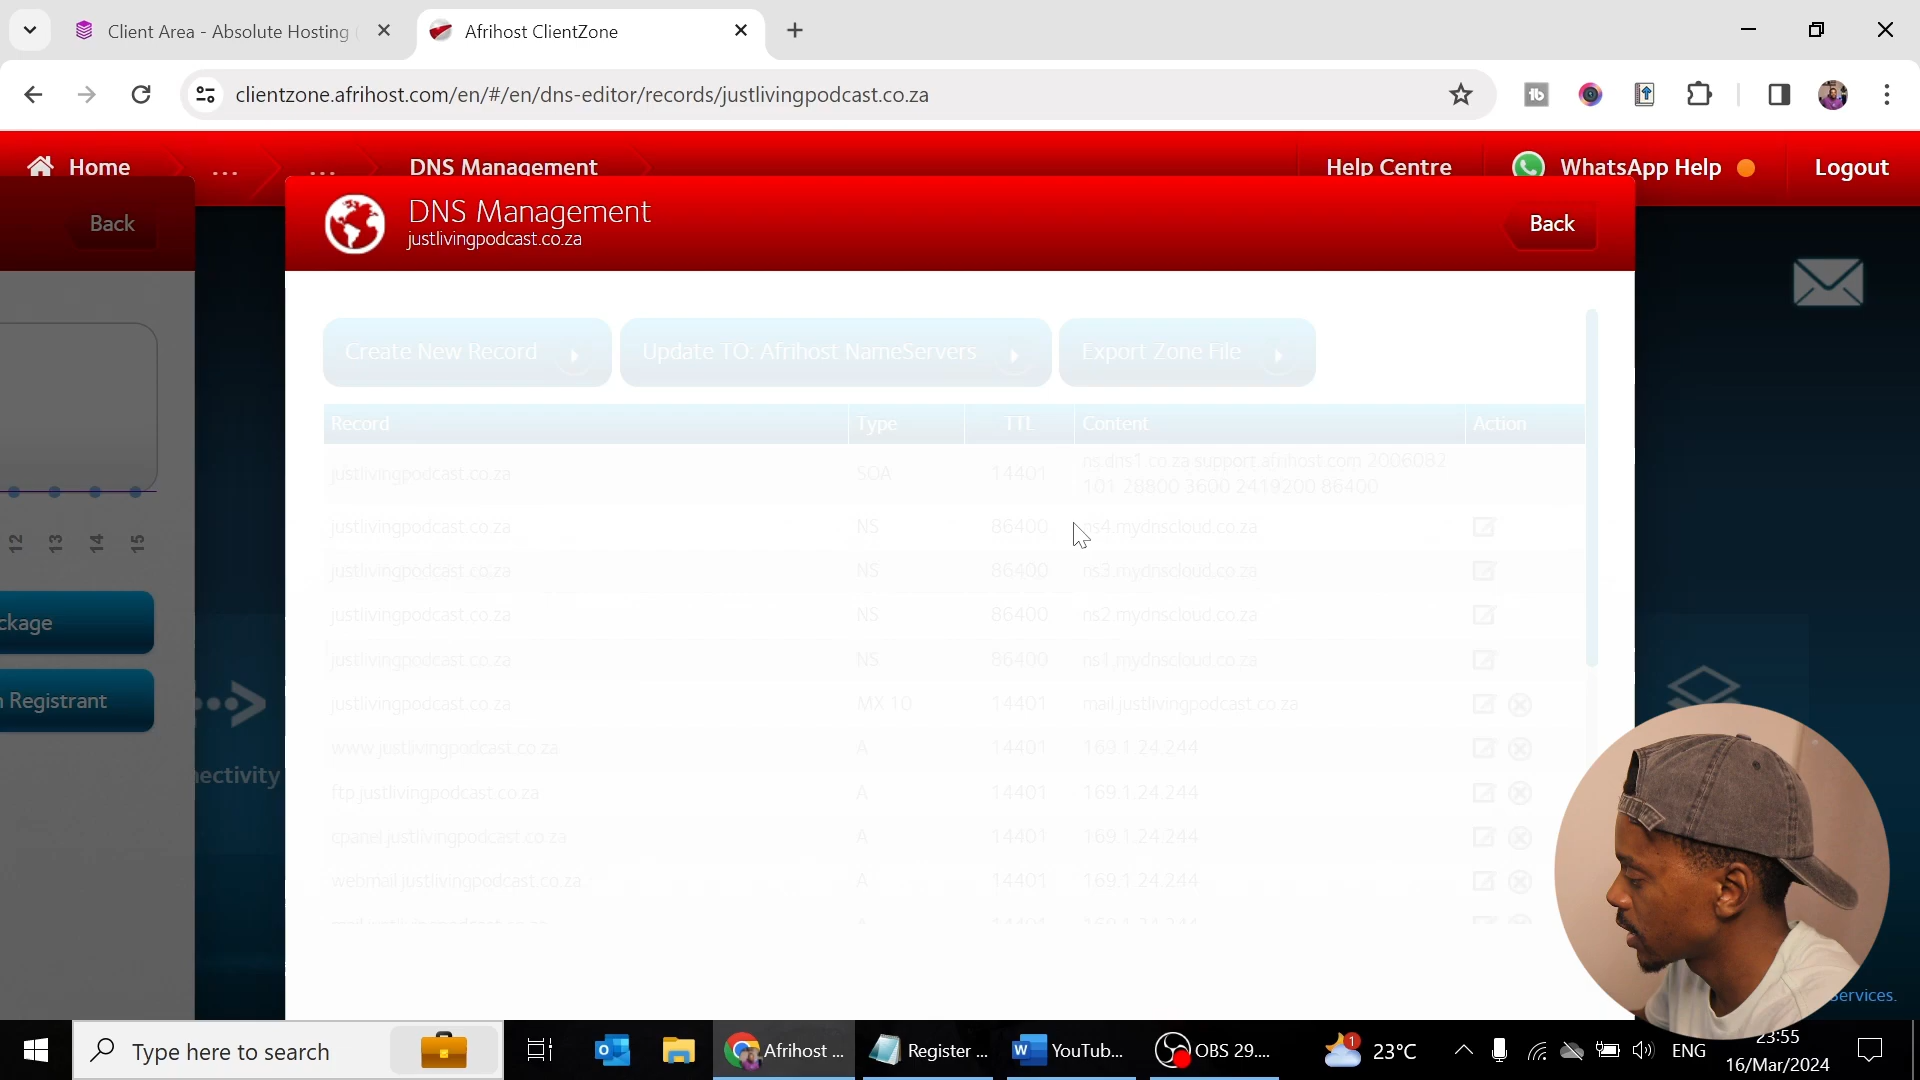 Client Area - Absolute Hosting
Afrihost ClientZone
clientzone.afrihost.com/en/#/en/dns-editor/records/justlivingpodcast.co.za
Home
...
...
DNS Management
Help Centre
WhatsApp Help
Logout
Back
DNS Management
justlivingpodcast.co.za
Back
Create New Record
Update TO: Afrihost NameServers
Export Zone File
Record Type TTL Content Action
justlivingpodcast.co.za SOA 14401 ns.dns1.co.za support.afrihost.com 2006082
101 28800 3600 2419200 86400
justlivingpodcast.co.za NS 86400 ns4.mydnscloud.co.za
justlivingpodcast.co.za NS 86400 ns3.mydnscloud.co.za
justlivingpodcast.co.za NS 86400 ns2.mydnscloud.co.za
justlivingpodcast.co.za NS 86400 ns1.mydnscloud.co.za
justlivingpodcast.co.za MX 10 14401 mail.justlivingpodcast.co.za
www.justlivingpodcast.co.za A 14401 169.1.24.244
ftp.justlivingpodcast.co.za A 14401 169.1.24.244
cpanel.justlivingpodcast.co.za A 14401 169.1.24.244
webmail.justlivingpodcast.co.za A 14401 169.1.24.244
12 13 14 15
ckage
n Registrant
nectivity
Services.
Type here to search
Afrihost ...
Register ...
YouTub...
OBS 29....
1
23°C
ENG
23:55
16/Mar/2024